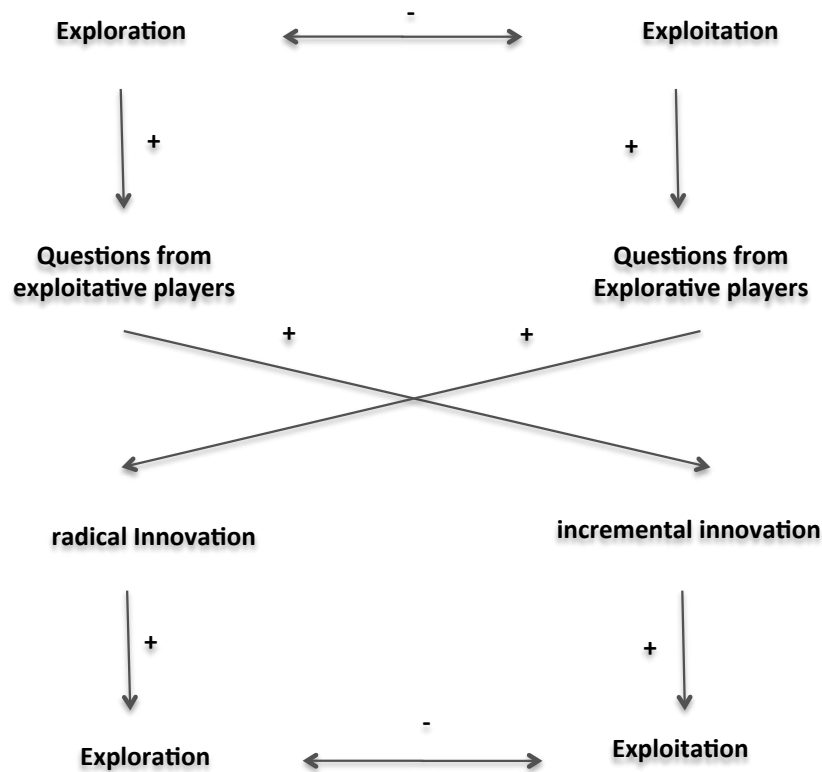 -
Exploration
Exploitation
+
+
Questions from
exploitative players
Questions from
Explorative players
+
+
radical Innovation
incremental innovation
+
+
-
Exploration
Exploitation